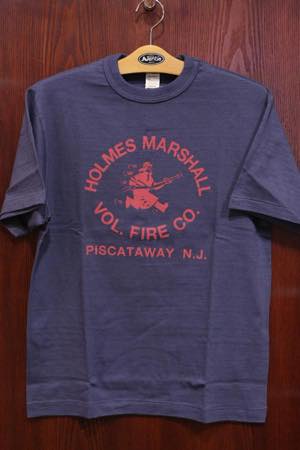 HOLMES MARSHALL
VOL. FIRE CO.
PISCATAWAY N.J.